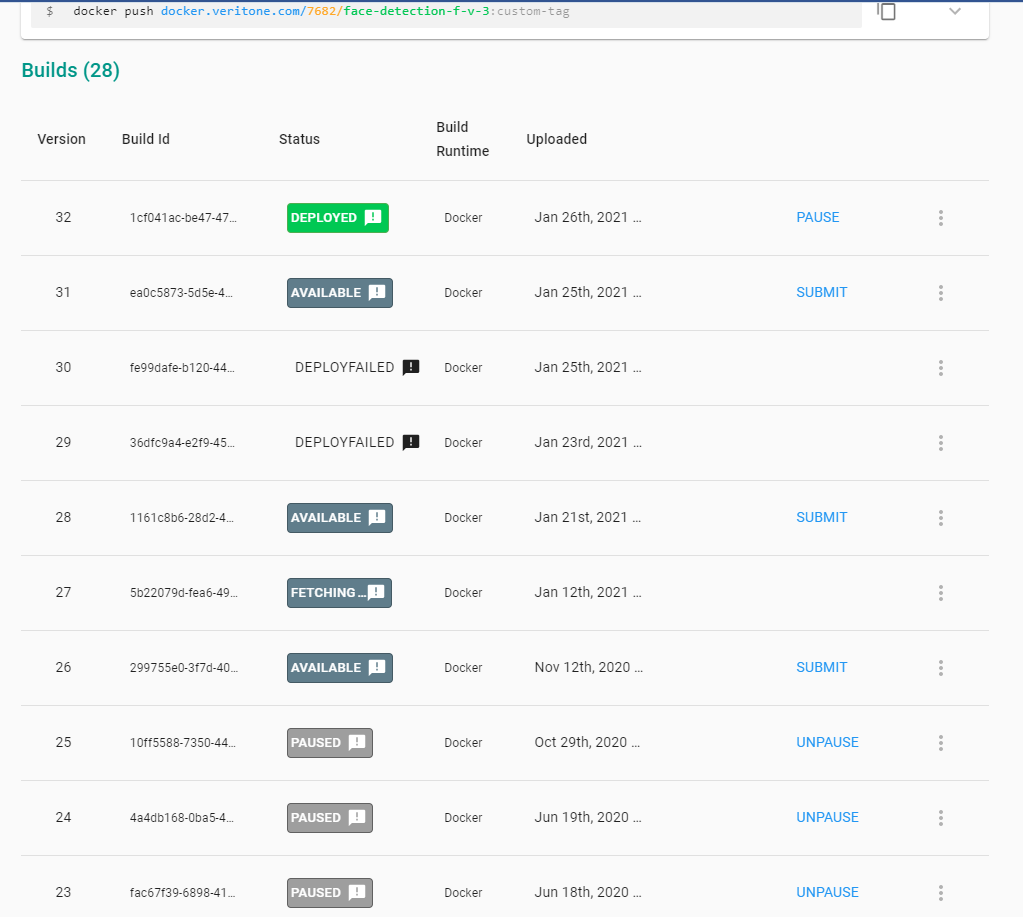 $ docker push docker.veritone.com/7682/face-detection-f-v-3:custom-tag
Builds (28)
Version Build Id Status Build Runtime Uploaded
32 1cf041ac-be47-47... DEPLOYED Docker Jan 26th, 2021 ... PAUSE
31 ea0c5873-5d5e-4... AVAILABLE Docker Jan 25th, 2021 ... SUBMIT
30 fe99dafe-b120-44... DEPLOYFAILED Docker Jan 25th, 2021 ...
29 36dfc9a4-e2f9-45... DEPLOYFAILED Docker Jan 23rd, 2021 ...
28 1161c8b6-28d2-4... AVAILABLE Docker Jan 21st, 2021 ... SUBMIT
27 5b22079d-fea6-49... FETCHING ... Docker Jan 12th, 2021 ...
26 299755e0-3f7d-40... AVAILABLE Docker Nov 12th, 2020 ... SUBMIT
25 10ff5588-7350-44... PAUSED Docker Oct 29th, 2020 ... UNPAUSE
24 4a4db168-0ba5-4... PAUSED Docker Jun 19th, 2020 ... UNPAUSE
23 fac67f39-6898-41... PAUSED Docker Jun 18th, 2020 ... UNPAUSE